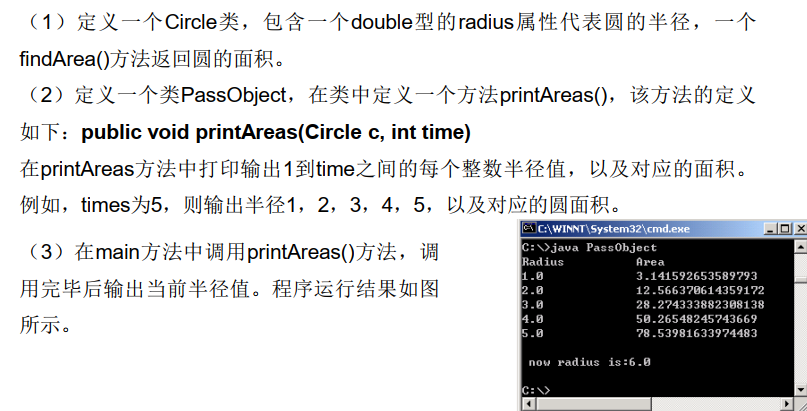 （1）定义一个Circle类，包含一个double型的radius属性代表圆的半径，一个
findArea()方法返回圆的面积。
（2）定义一个类PassObject，在类中定义一个方法printAreas()，该方法的定义
如下：public void printAreas(Circle c, int time)
在printAreas方法中打印输出1到time之间的每个整数半径值，以及对应的面积。
例如，times为5，则输出半径1，2，3，4，5，以及对应的圆面积。
（3）在main方法中调用printAreas()方法，调
用完毕后输出当前半径值。程序运行结果如图
所示。
C:\WINNT\System32\cmd.exe
C:\>java PassObject
Radius Area
1.0 3.141592653589793
2.0 12.566370614359172
3.0 28.274333882308138
4.0 50.26548245743669
5.0 78.53981633974483
now radius is:6.0
C:\>